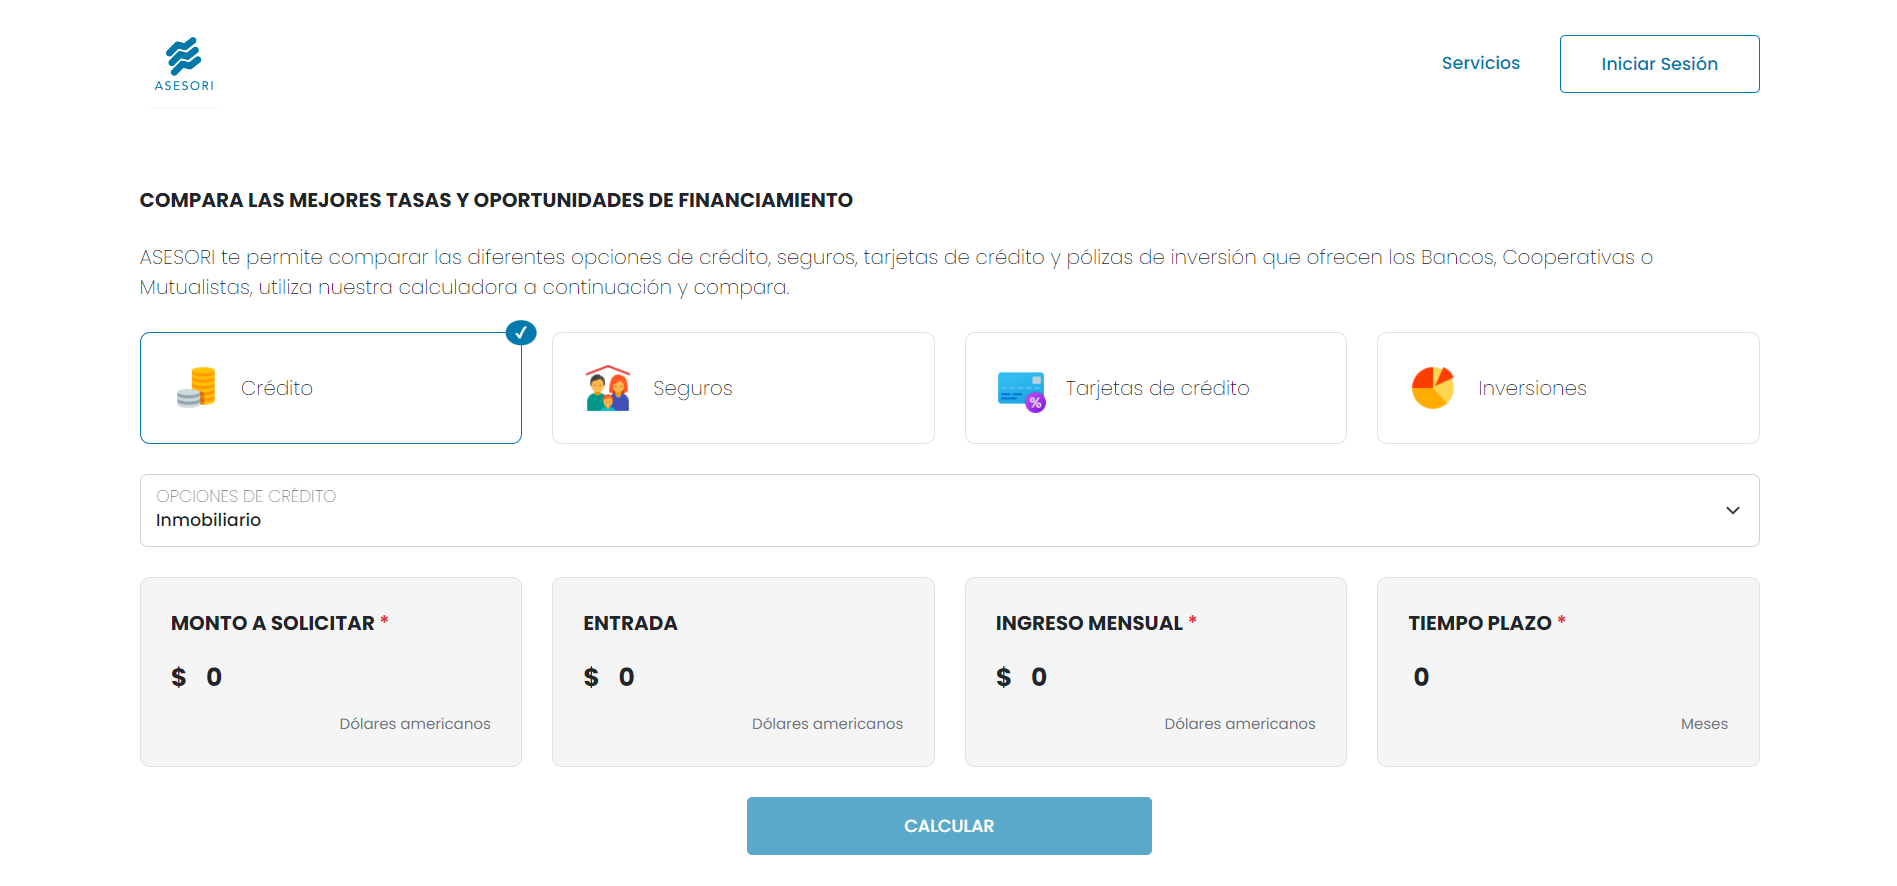 ASESORI
Servicios
Iniciar Sesión
COMPARA LAS MEJORES TASAS Y OPORTUNIDADES DE FINANCIAMIENTO
ASESORI te permite comparar las diferentes opciones de crédito, seguros, tarjetas de crédito y pólizas de inversión que ofrecen los Bancos, Cooperativas o
Mutualistas, utiliza nuestra calculadora a continuación y compara.
Crédito
Seguros
%
Tarjetas de crédito
Inversiones
OPCIONES DE CRÉDITO
Inmobiliario
MONTO A SOLICITAR *
$ 0
Dólares americanos
ENTRADA
$ 0
Dólares americanos
INGRESO MENSUAL *
$ 0
Dólares americanos
TIEMPO PLAZO *
0
Meses
CALCULAR